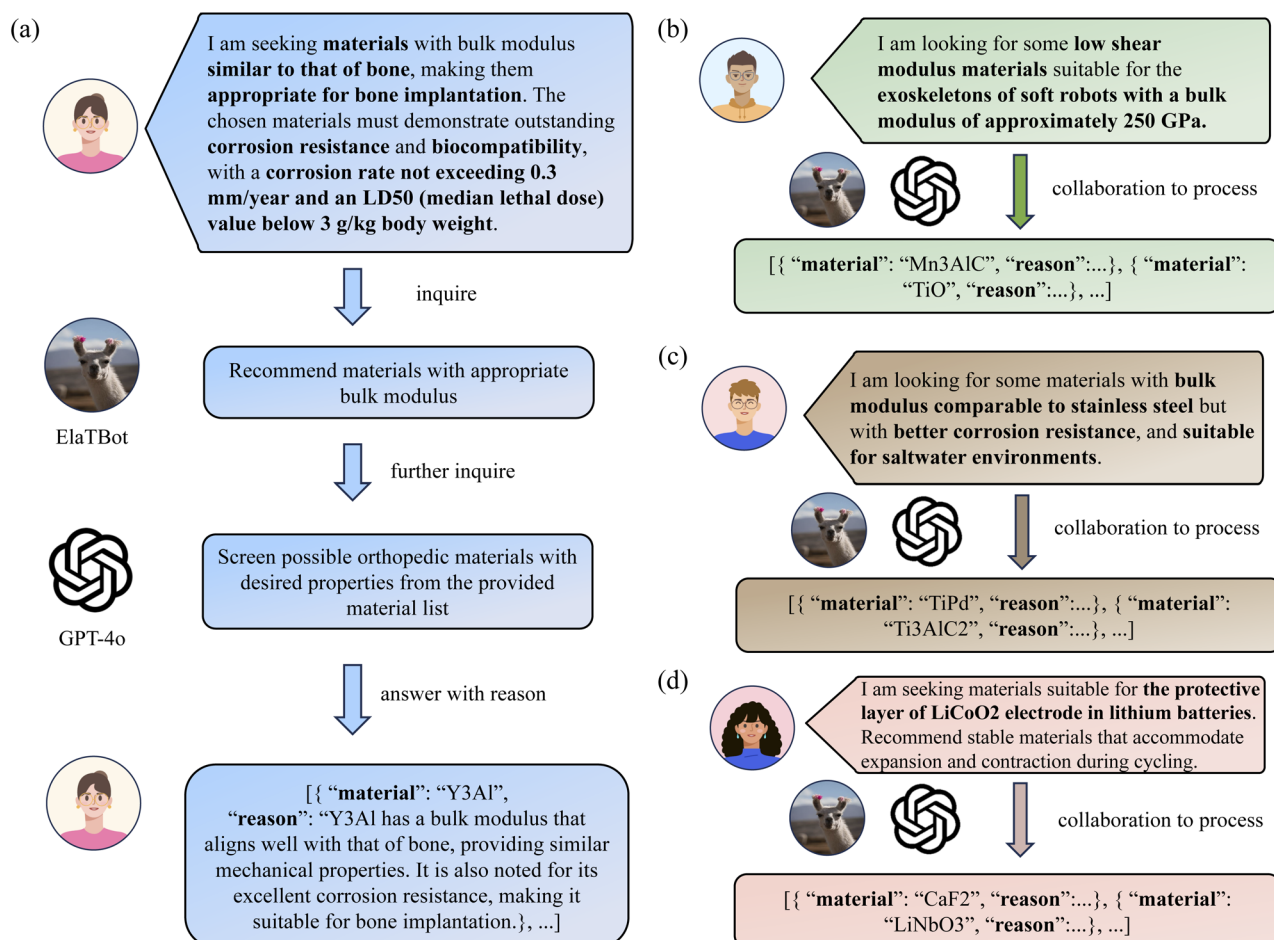 (a)
I am seeking materials with bulk modulus
similar to that of bone, making them
appropriate for bone implantation. The
chosen materials must demonstrate outstanding
corrosion resistance and biocompatibility,
with a corrosion rate not exceeding 0.3
mm/year and an LD50 (median lethal dose)
value below 3 g/kg body weight.
inquire
ElaTBot
Recommend materials with appropriate
bulk modulus
further inquire
GPT-4o
Screen possible orthopedic materials with
desired properties from the provided
material list
answer with reason
[{ “material”: “Y3Al”,
“reason”: “Y3Al has a bulk modulus that
aligns well with that of bone, providing similar
mechanical properties. It is also noted for its
excellent corrosion resistance, making it
suitable for bone implantation.}, ...]
(b)
I am looking for some low shear
modulus materials suitable for the
exoskeletons of soft robots with a bulk
modulus of approximately 250 GPa.
collaboration to process
[{ “material”: “Mn3AlC”, “reason”:...}, { “material”:
“TiO”, “reason”:...}, ...]
(c)
I am looking for some materials with bulk
modulus comparable to stainless steel but
with better corrosion resistance, and suitable
for saltwater environments.
collaboration to process
[{ “material”: “TiPd”, “reason”:...}, { “material”:
“Ti3AlC2”, “reason”:...}, ...]
(d)
I am seeking materials suitable for the protective
layer of LiCoO2 electrode in lithium batteries.
Recommend stable materials that accommodate
expansion and contraction during cycling.
collaboration to process
[{ “material”: “CaF2”, “reason”:...}, { “material”:
“LiNbO3”, “reason”:...}, ...]